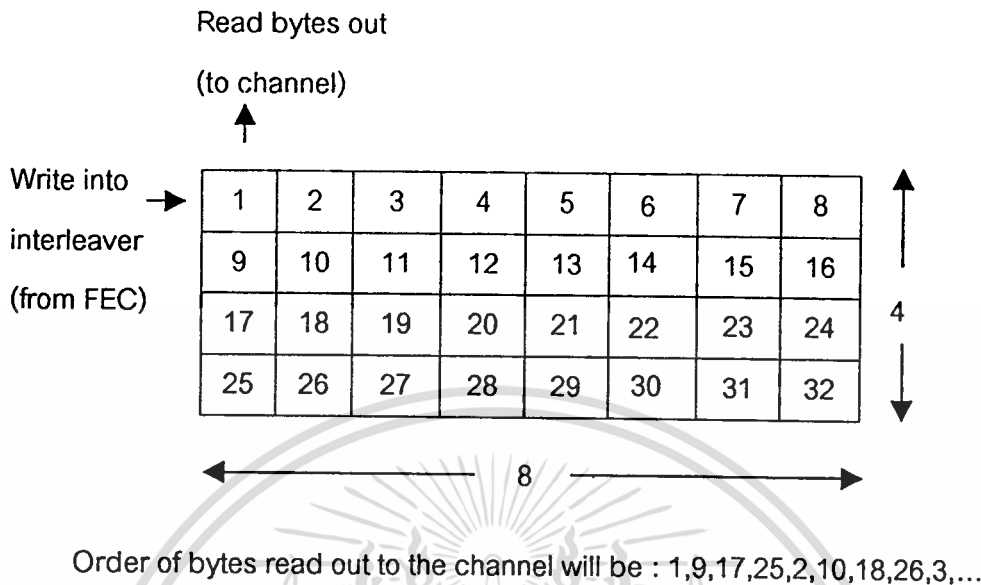 Read bytes out
(to channel)
Write into
interleaver
(from FEC)
1 2 3 4 5 6 7 8
9 10 11 12 13 14 15 16
17 18 19 20 21 22 23 24
25 26 27 28 29 30 31 32
4
8
Order of bytes read out to the channel will be : 1,9,17,25,2,10,18,26,3,...